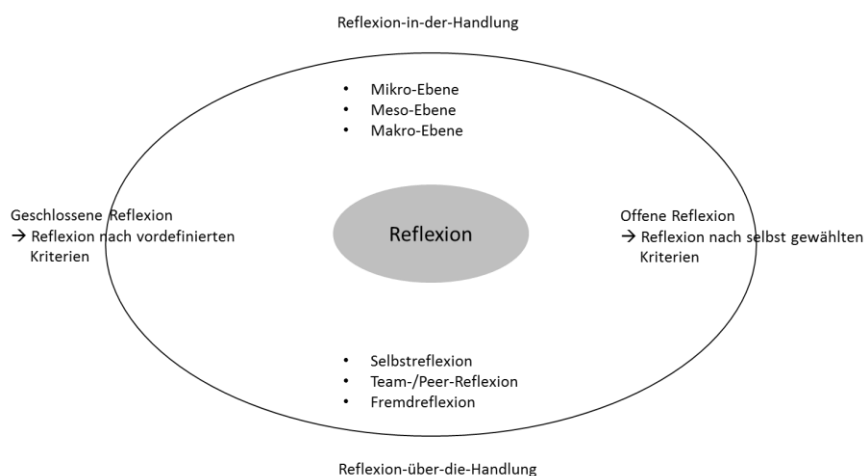 Reflexion-in-der-Handlung
• Mikro-Ebene
• Meso-Ebene
• Makro-Ebene
Geschlossene Reflexion
→ Reflexion nach vordefinierten
Kriterien
Reflexion
Offene Reflexion
→ Reflexion nach selbst gewählten
Kriterien
• Selbstreflexion
• Team-/Peer-Reflexion
• Fremdreflexion
Reflexion-über-die-Handlung